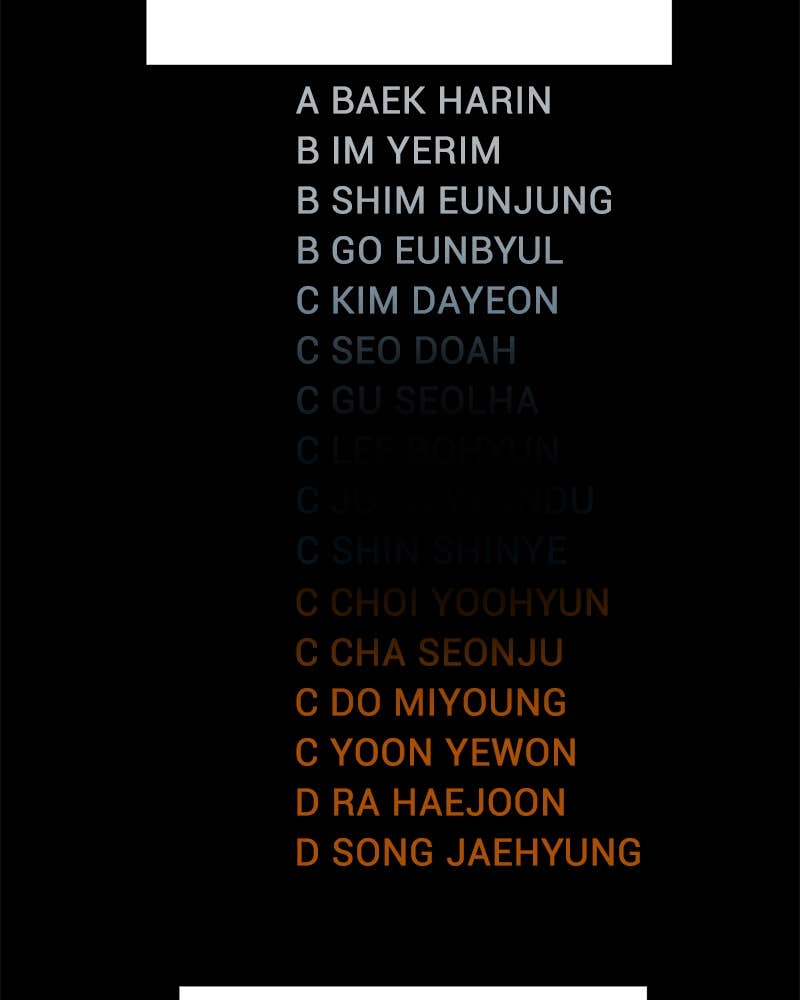 A BAEK HARIN
B IM YERIM
B SHIM EUNJUNG
B GO EUNBYUL
C KIM DAYEON
C SEO DOAH
C GU SEOLHA
C LEE BOHYUN
C
C SHIN SHINYE
C CHOI YOOHYUN
C CHA SEONJU
C DO MIYOUNG
C YOON YEWON
D RA HAEJOON
D SONG JAEHYUNG